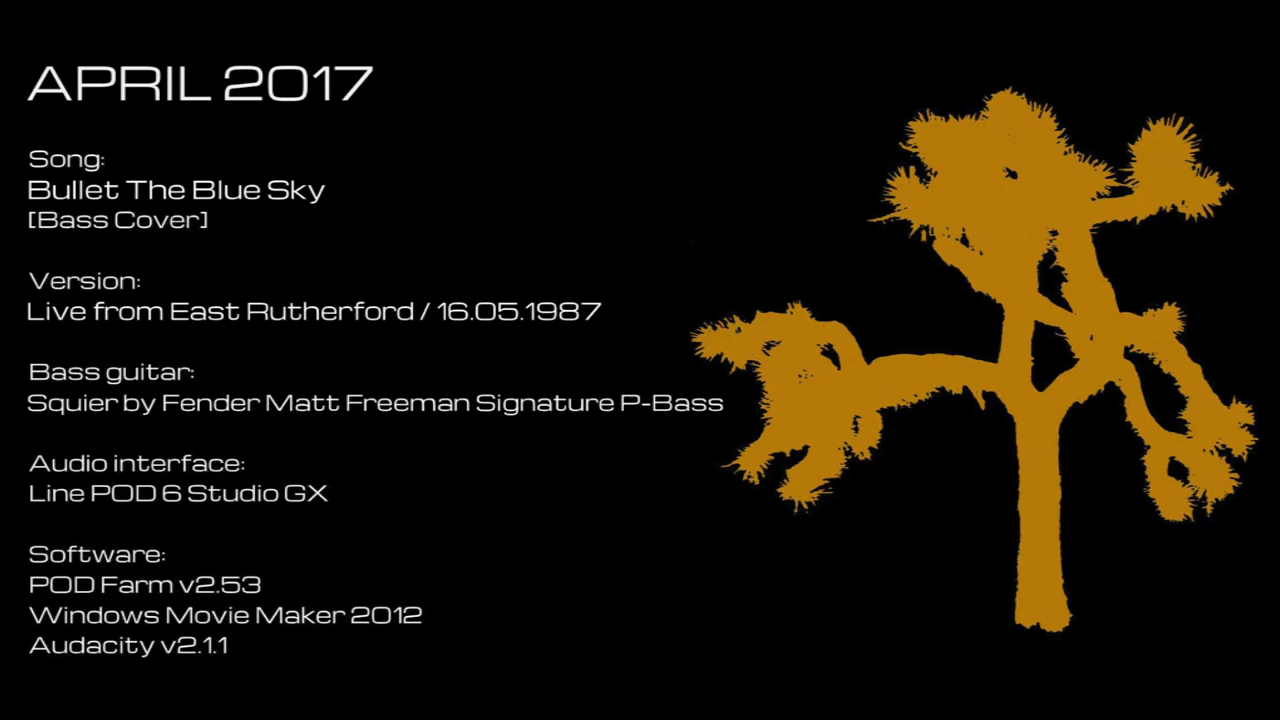 APRIL 2017
Song:
Bullet The Blue Sky
[Bass Cover]
Version:
Live from East Rutherford / 16.05.1987
Bass guitar:
Squier by Fender Matt Freeman Signature P-Bass
Audio interface:
Line POD 6 Studio GX
Software:
POD Farm v2.53
Windows Movie Maker 2012
Audacity v2.1.1